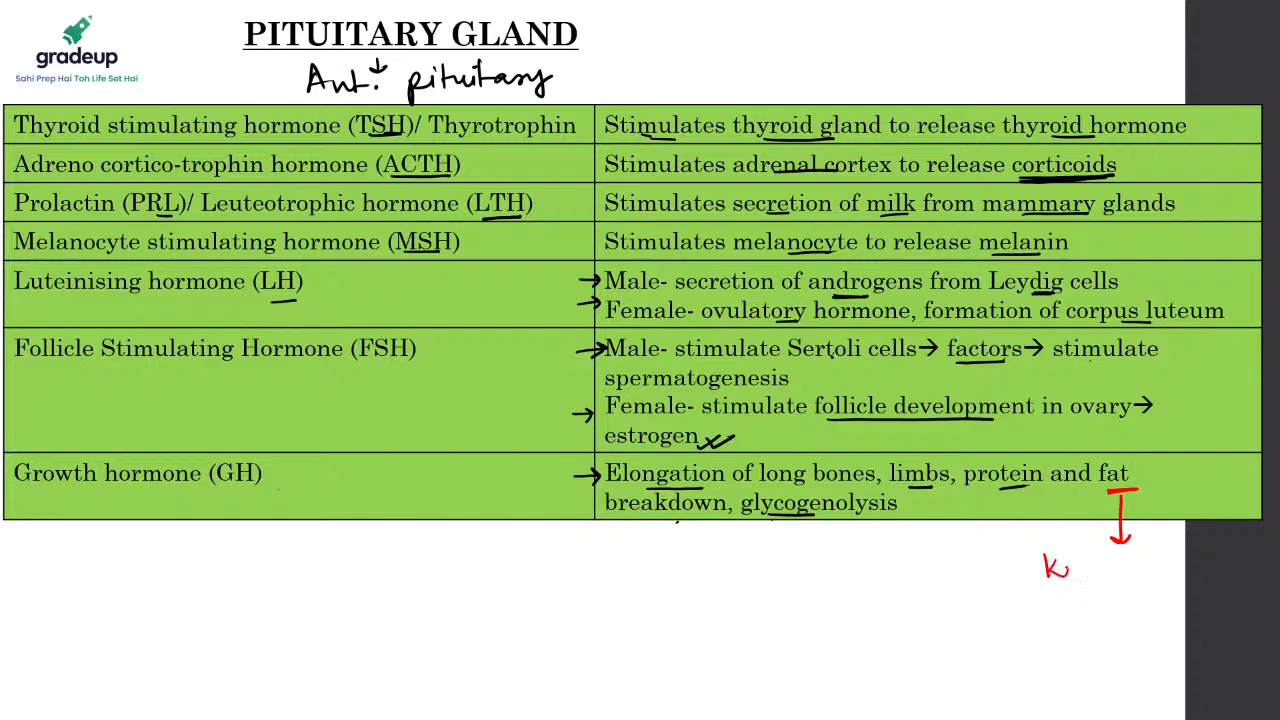 gradeup
Sahi Prep Hai Toh Life Set Hai
PITUITARY GLAND
Ant. pituitary
Thyroid stimulating hormone (TSH)/ Thyrotrophin
Stimulates thyroid gland to release thyroid hormone
Adreno cortico-trophin hormone (ACTH)
Stimulates adrenal cortex to release corticoids
Prolactin (PRL)/ Leuteotrophic hormone (LTH)
Stimulates secretion of milk from mammary glands
Melanocyte stimulating hormone (MSH)
Stimulates melanocyte to release melanin
Luteinising hormone (LH)
Male- secretion of androgens from Leydig cells
Female- ovulatory hormone, formation of corpus luteum
Follicle Stimulating Hormone (FSH)
Male- stimulate Sertoli cells→ factors→ stimulate
spermatogenesis
Female- stimulate follicle development in ovary→
estrogen
Growth hormone (GH)
Elongation of long bones, limbs, protein and fat
breakdown, glycogenolysis